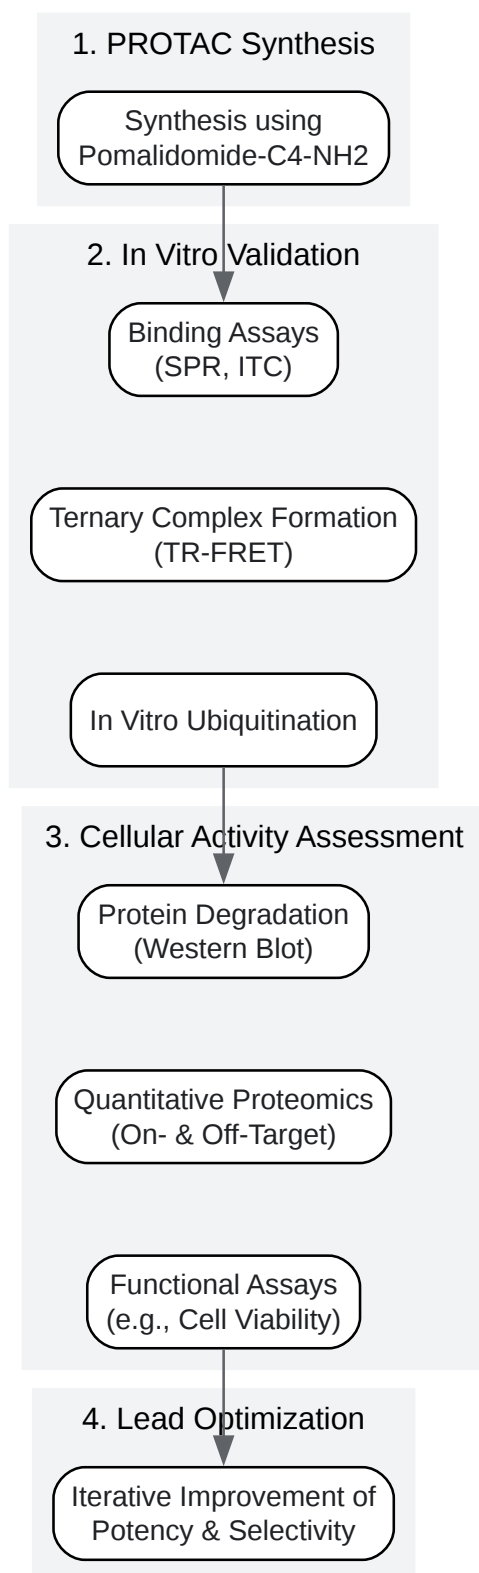 1. PROTAC Synthesis
Synthesis using
Pomalidomide-C4-NH2
2. In Vitro Validation
Binding Assays
(SPR, ITC)
Ternary Complex Formation
(TR-FRET)
In Vitro Ubiquitination
3. Cellular Activity Assessment
Protein Degradation
(Western Blot)
Quantitative Proteomics
(On- & Off-Target)
Functional Assays
(e.g., Cell Viability)
4. Lead Optimization
Iterative Improvement of
Potency & Selectivity